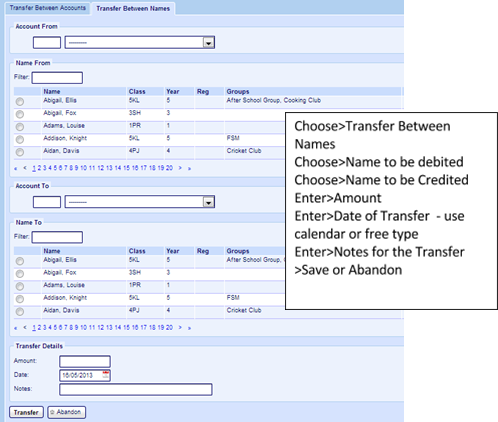 Transfer Between Accounts Transfer Between Names
Account From
--------
Name From
Filter:
Name Class Year Reg Groups
Abigail, Ellis 5KL 5 After School Group, Cooking Club
Abigail, Fox 3SH 3
Adams, Louise 1PR 1
Addison, Knight 5KL 5 FSM
Aidan, Davis 4PJ 4 Cricket Club
« < 1 2 3 4 5 6 7 8 9 10 11 12 13 14 15 16 17 18 19 20 > »
Account To
--------
Name To
Filter:
Name Class Year Reg Groups
Abigail, Ellis 5KL 5 After School Group,
Abigail, Fox 3SH 3
Adams, Louise 1PR 1
Addison, Knight 5KL 5 FSM
Aidan, Davis 4PJ 4 Cricket Club
« < 1 2 3 4 5 6 7 8 9 10 11 12 13 14 15 16 17 18 19 20 > »
Transfer Details
Amount:
Date: 16/05/2013
Notes:
Transfer Abandon
Choose>Transfer Between
Names
Choose>Name to be debited
Choose>Name to be Credited
Enter>Amount
Enter>Date of Transfer - use
calendar or free type
Enter>Notes for the Transfer
>Save or Abandon